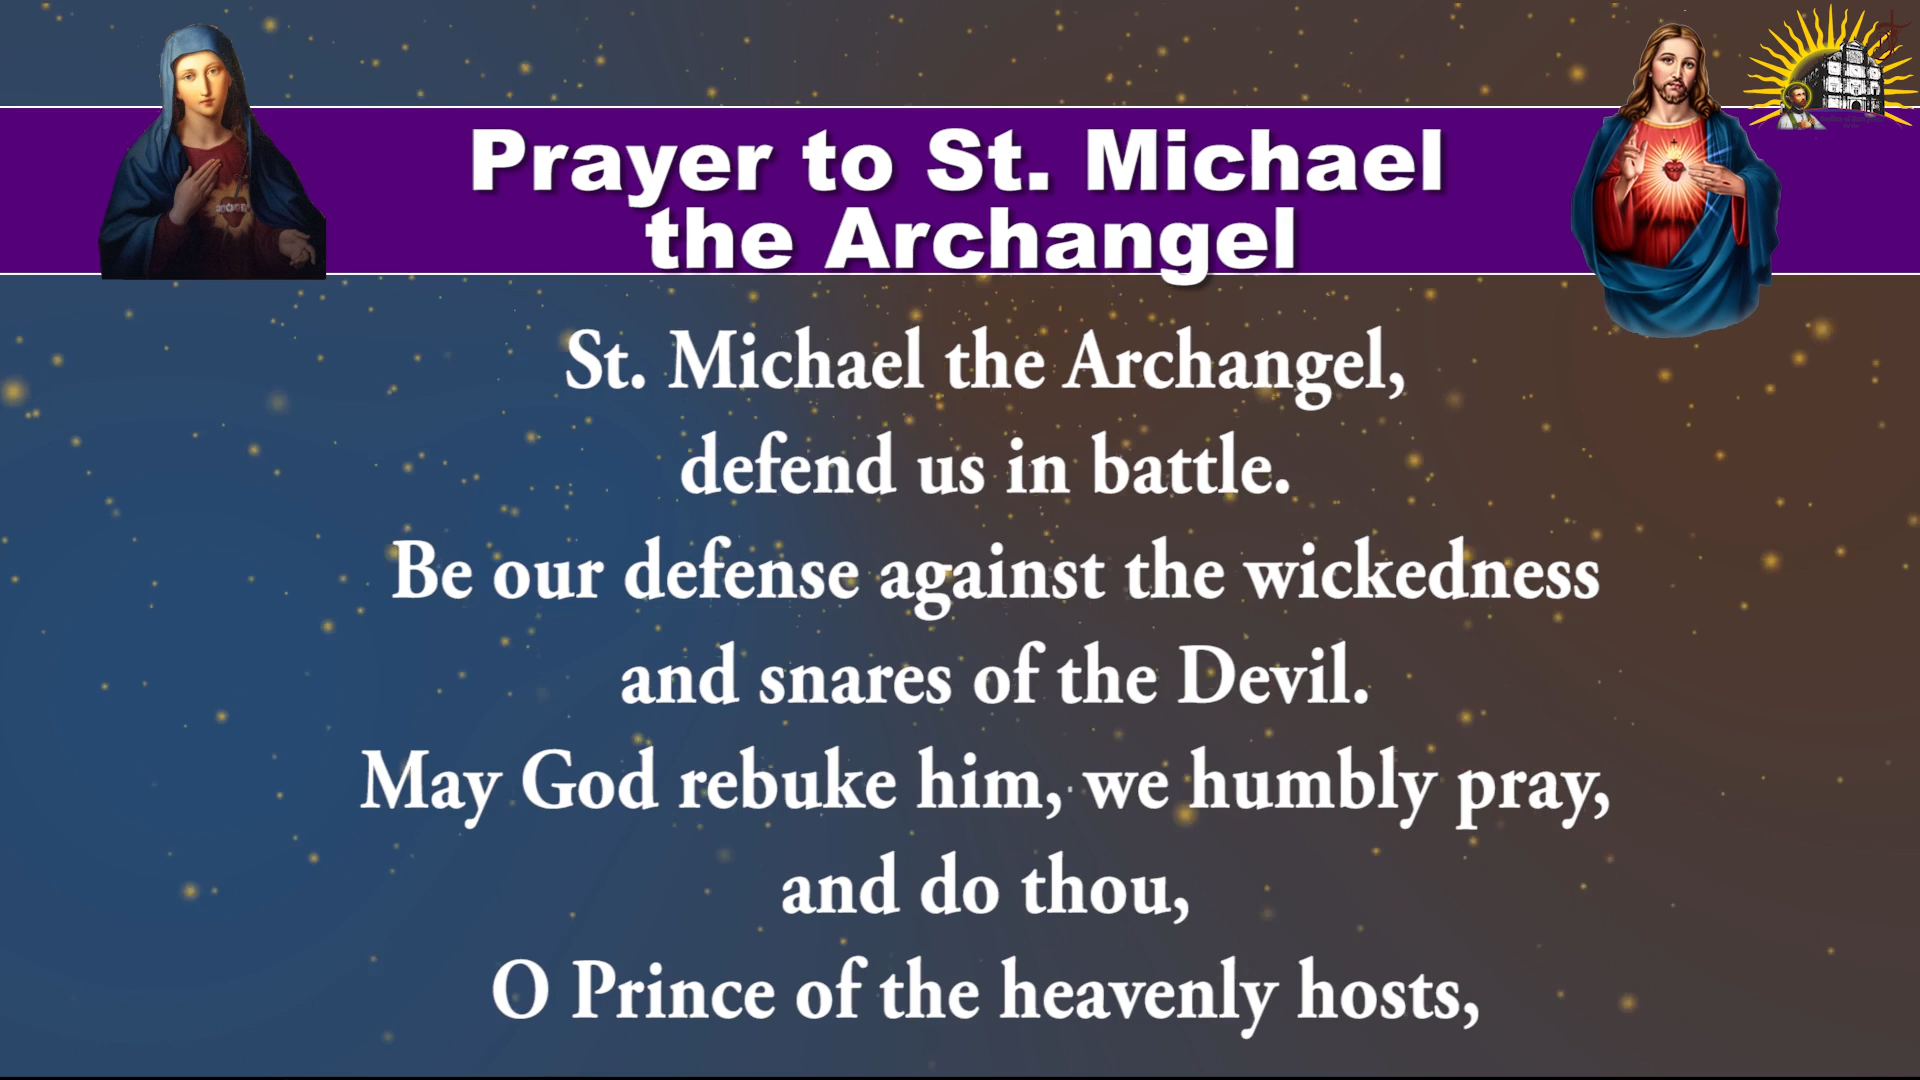 Prayer to St. Michael
the Archangel
St. Michael the Archangel,
defend us in battle.
Be our defense against the wickedness
and snares of the Devil.
May God rebuke him, we humbly pray,
and do thou,
O Prince of the heavenly hosts,